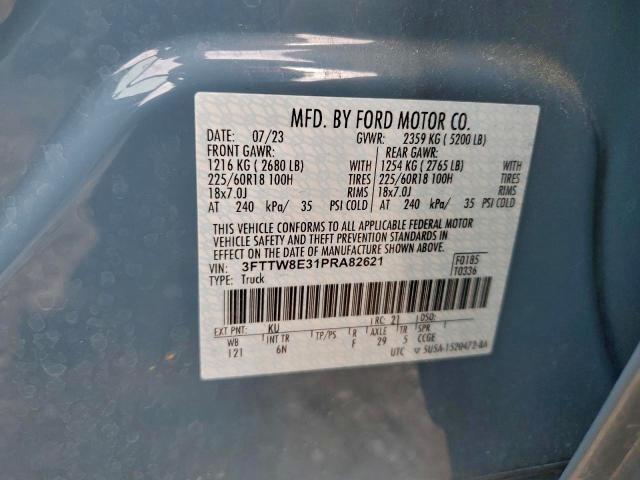 MFD. BY FORD MOTOR CO.
DATE: 07/23 GVWR: 2359 KG ( 5200 LB)
FRONT GAWR: REAR GAWR:
1216 KG ( 2680 LB) WITH 1254 KG ( 2765 LB) WITH
225/60R18 100H TIRES 225/60R18 100H TIRES
18x7.0J RIMS 18x7.0J RIMS
AT 240 kPa/ 35 PSI COLD AT 240 kPa/ 35 PSI COLD
THIS VEHICLE CONFORMS TO ALL APPLICABLE FEDERAL MOTOR
VEHICLE SAFETY AND THEFT PREVENTION STANDARDS IN
EFFECT ON THE DATE OF MANUFACTURE SHOWN ABOVE.
VIN: 3FTTW8E31PRA82621 F0185
TYPE: Truck T0336
EXT PNT: KU RC: 21 DSO:
WB INT TR TP/PS R AXLE TR SPR
121 6N F 29 5 CCGE
UTC